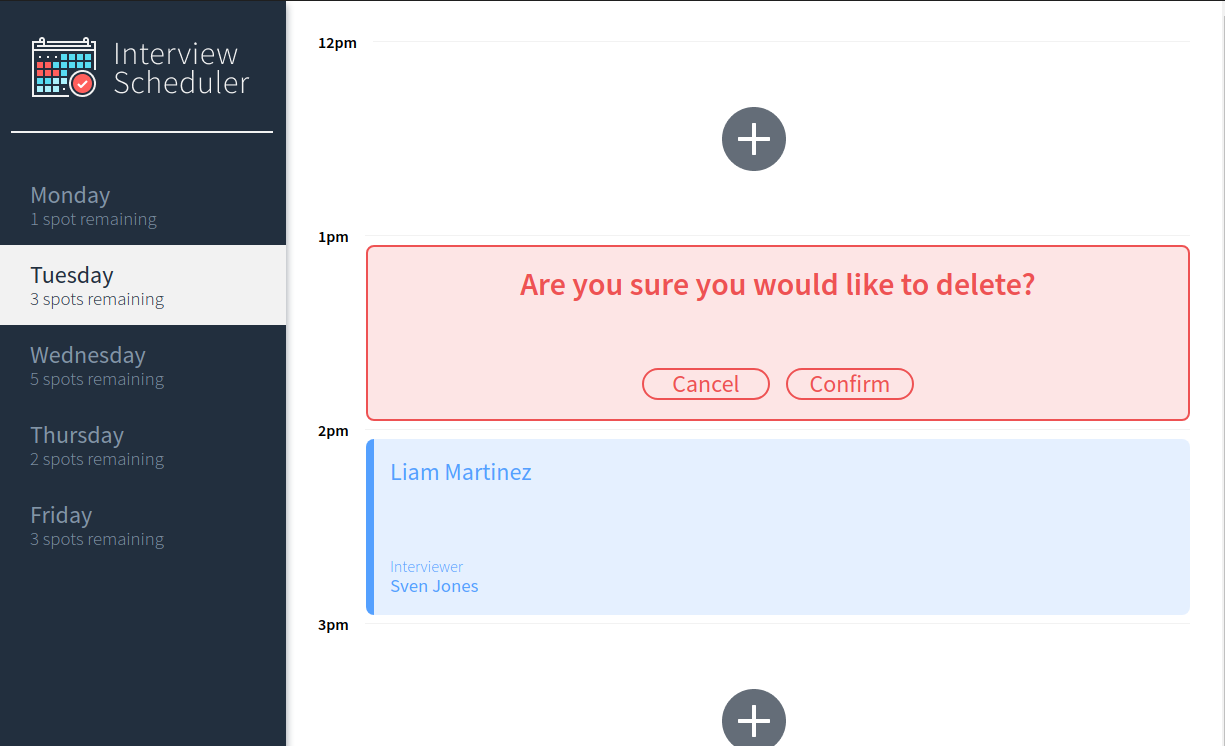 Interview
Scheduler
Monday
1 spot remaining
Tuesday
3 spots remaining
Wednesday
5 spots remaining
Thursday
2 spots remaining
Friday
3 spots remaining
12pm
1pm
Are you sure you would like to delete?
Cancel Confirm
2pm
Liam Martinez
Interviewer
Sven Jones
3pm